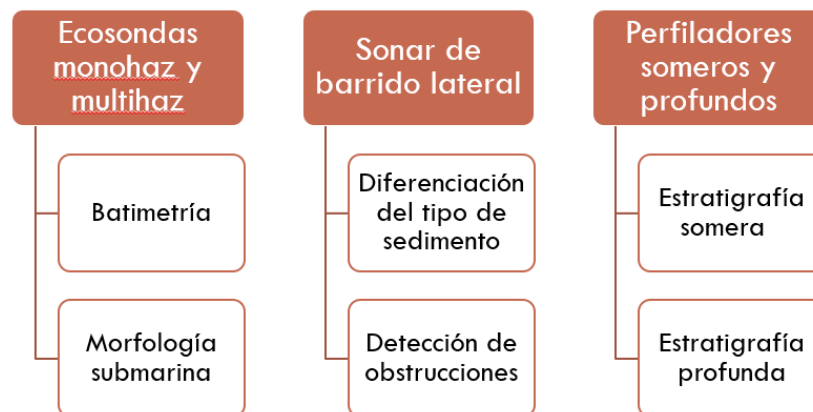 Ecosondas
monohaz y
multihaz
Batimetría
Morfología
submarina
Sonar de
barrido lateral
Diferenciación
del tipo de
sedimento
Detección de
obstrucciones
Perfiladores
someros y
profundos
Estratigrafía
somera
Estratigrafía
profunda